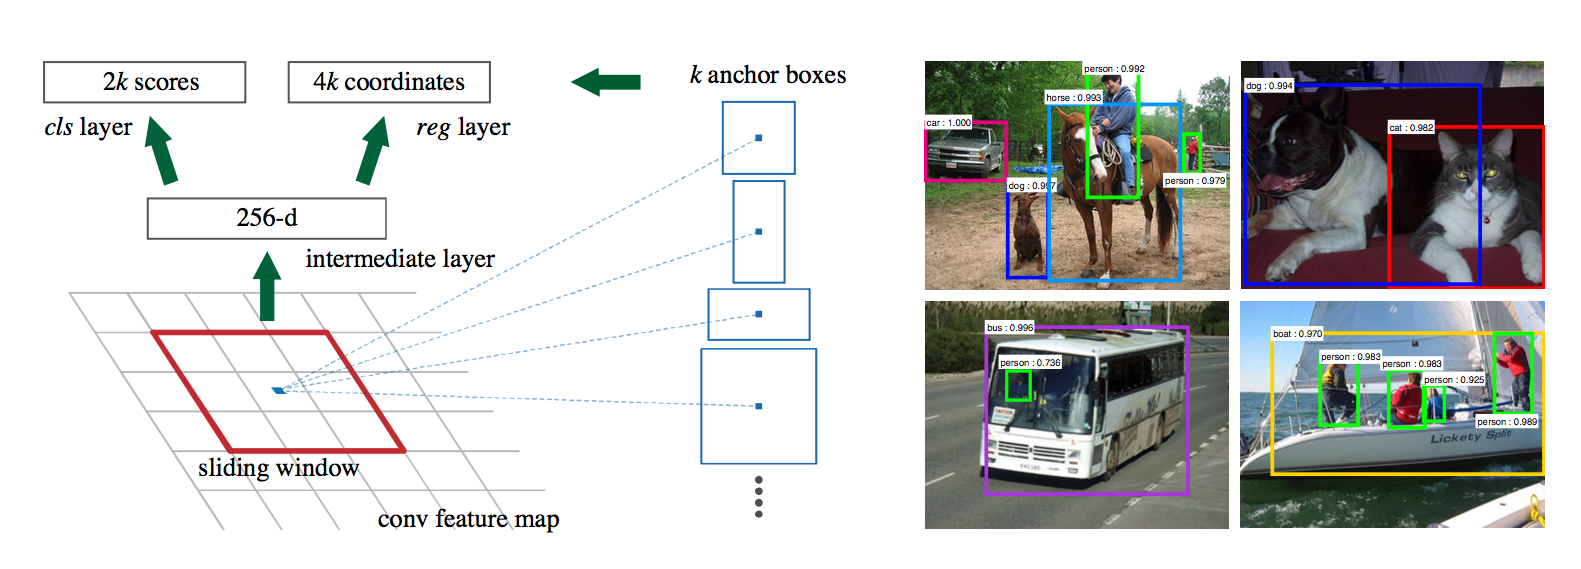 2k scores
4k coordinates
k anchor boxes
cls layer
reg layer
256-d
intermediate layer
sliding window
conv feature map
person : 0.992
horse : 0.993
car : 1.000
dog : 0.997
person : 0.979
dog : 0.994
cat : 0.982
bus : 0.996
person : 0.736
boat : 0.970
person : 0.983
person : 0.983
person : 0.925
person : 0.989
Lickety Split